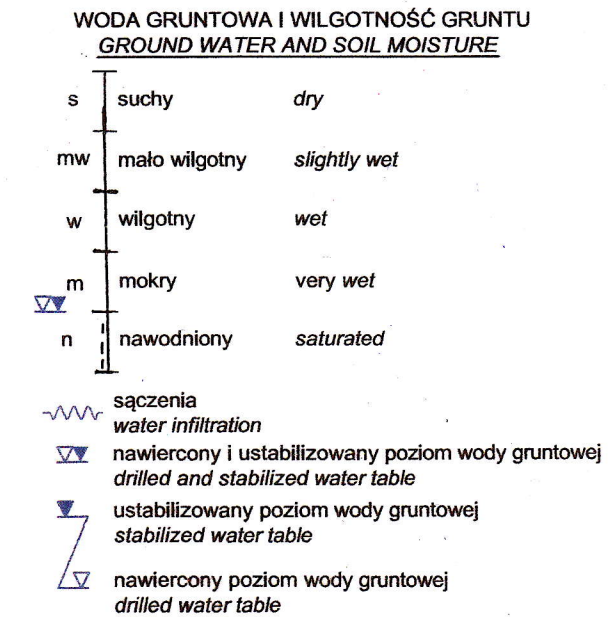 WODA GRUNTOWA I WILGOTNOŚĆ GRUNTU
GROUND WATER AND SOIL MOISTURE
s suchy dry
mw mało wilgotny slightly wet
w wilgotny wet
m mokry very wet
n nawodniony saturated
sączenia
water infiltration
nawiercony i ustabilizowany poziom wody gruntowej
drilled and stabilized water table
ustabilizowany poziom wody gruntowej
stabilized water table
nawiercony poziom wody gruntowej
drilled water table